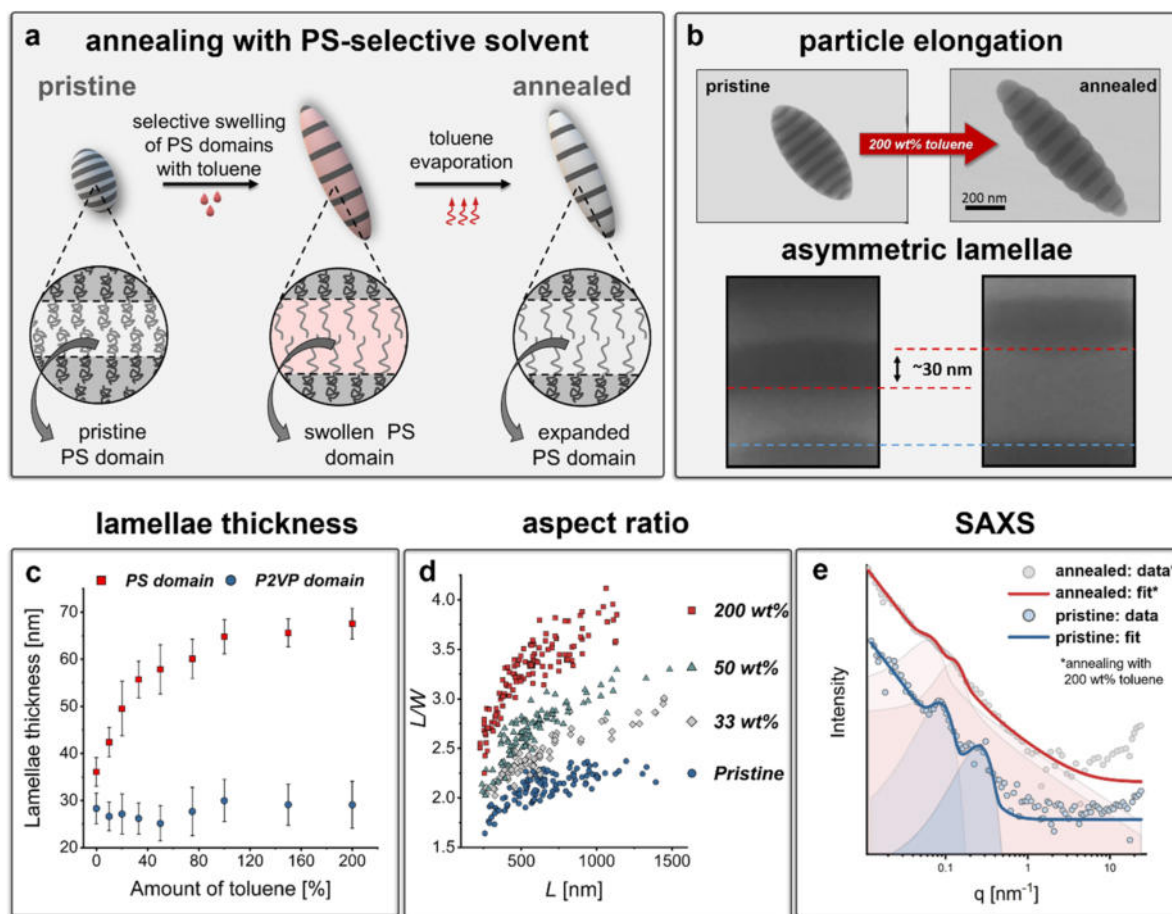 a annealing with PS-selective solvent
pristine
annealed
selective swelling
of PS domains
with toluene
toluene
evaporation
pristine
PS domain
swollen PS
domain
expanded
PS domain
b particle elongation
pristine
annealed
200 wt% toluene
200 nm
asymmetric lamellae
~30 nm
lamellae thickness
c
PS domain
P2VP domain
Lamellae thickness [nm]
70
60
50
40
30
20
0 40 80 120 160 200
Amount of toluene [%]
aspect ratio
d
L/W
4.0
3.5
3.0
2.5
2.0
1.5
500 1000 1500
L [nm]
200 wt%
50 wt%
33 wt%
Pristine
SAXS
e
annealed: data*
annealed: fit*
pristine: data
pristine: fit
*annealing with
200 wt% toluene
Intensity
0.1 1 10
q [nm⁻¹]